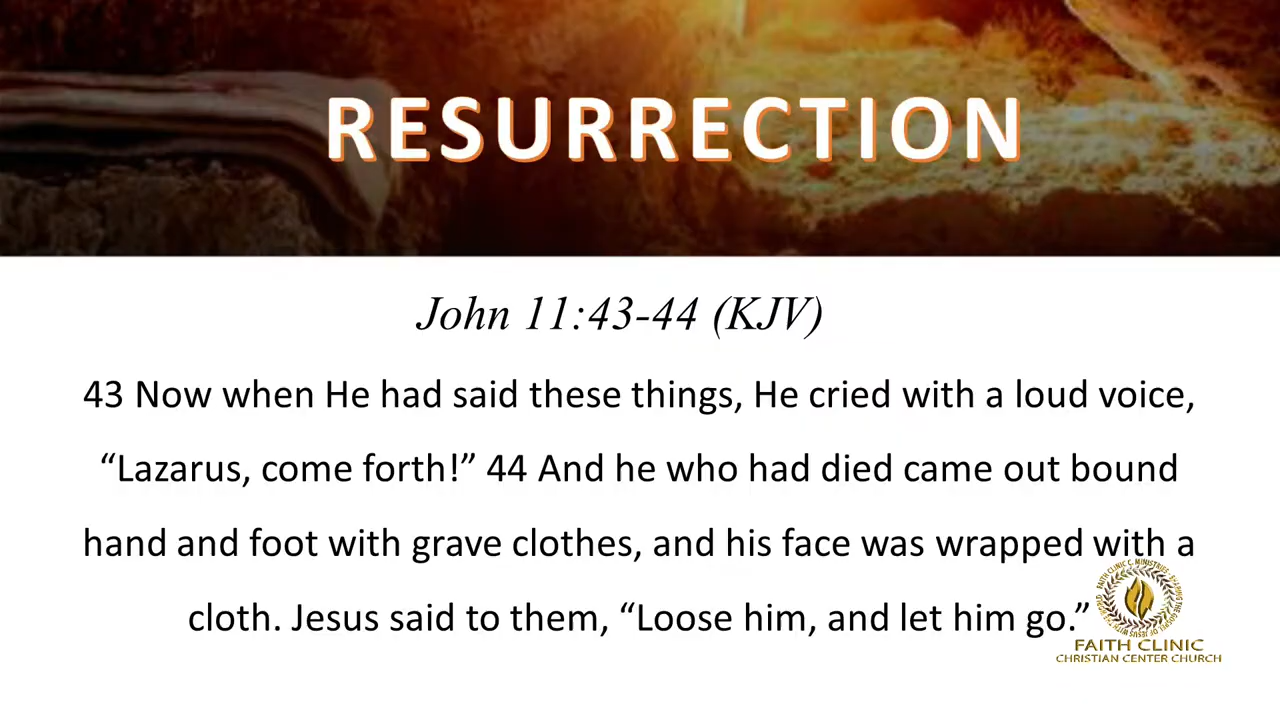 RESURRECTION
John 11:43-44 (KJV)
43 Now when He had said these things, He cried with a loud voice,
“Lazarus, come forth!” 44 And he who had died came out bound
hand and foot with grave clothes, and his face was wrapped with a
cloth. Jesus said to them, “Loose him, and let him go.”
FAITH CLINIC
CHRISTIAN CENTER CHURCH